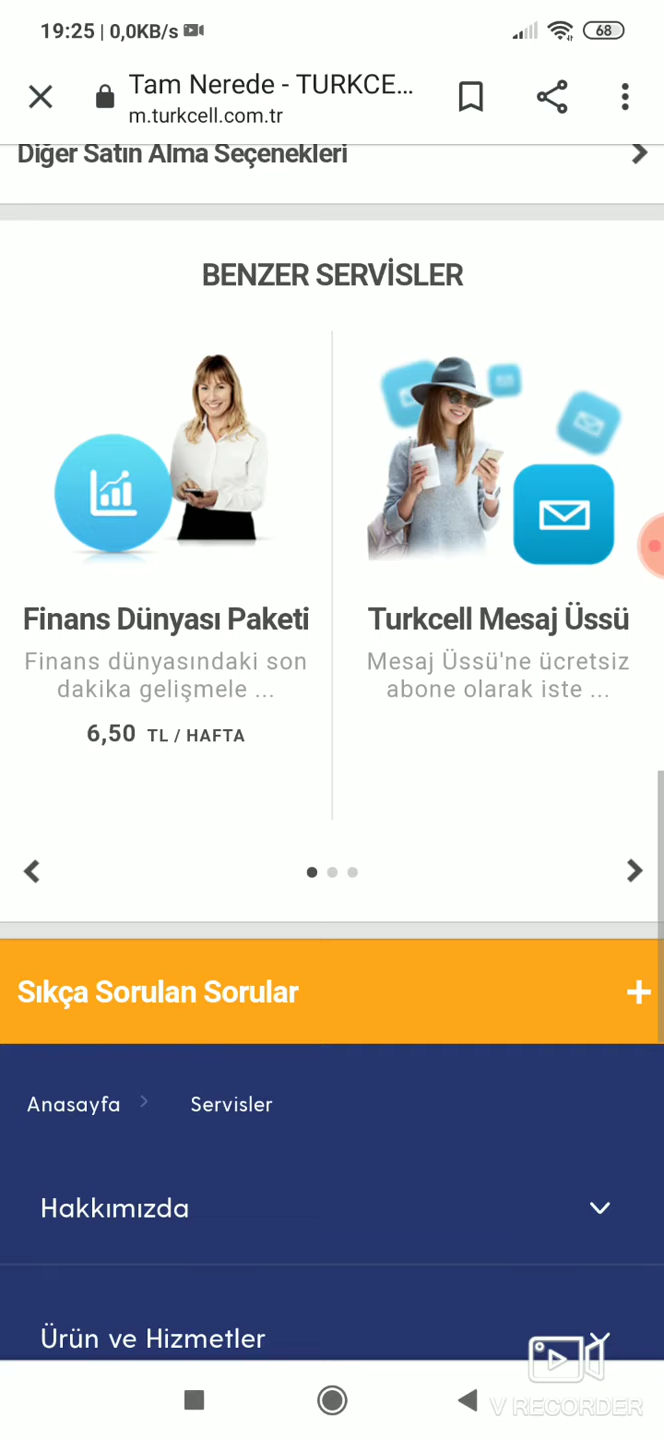 19:25 | 0,0KB/s
68
Tam Nerede - TURKCE...
m.turkcell.com.tr
Diğer Satın Alma Seçenekleri
BENZER SERVİSLER
Finans Dünyası Paketi
Finans dünyasındaki son
dakika gelişmele ...
6,50 TL / HAFTA
Turkcell Mesaj Üssü
Mesaj Üssü'ne ücretsiz
abone olarak iste ...
Sıkça Sorulan Sorular
Anasayfa
Servisler
Hakkımızda
Ürün ve Hizmetler
V RECORDER